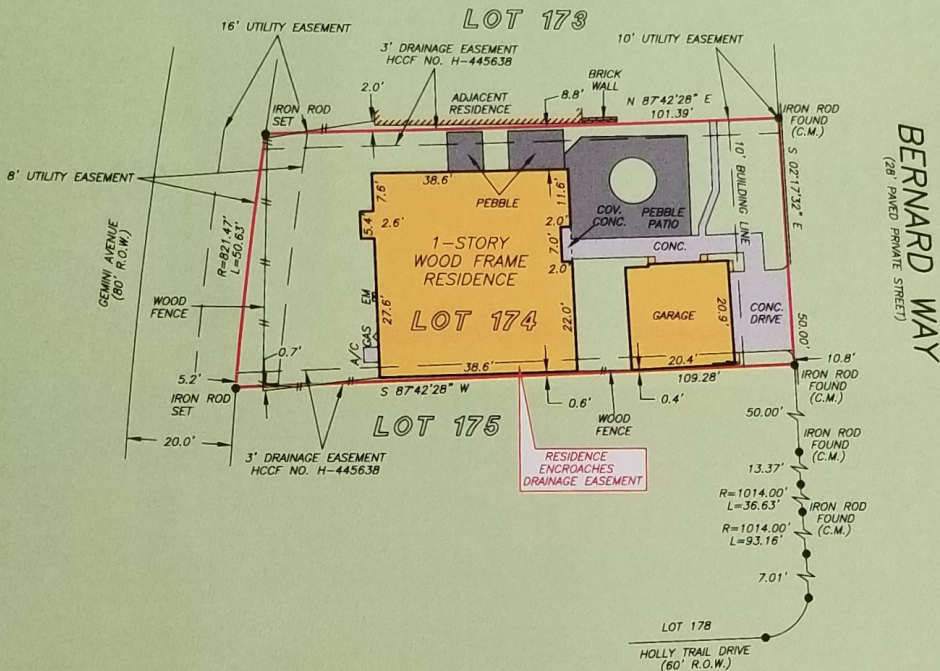 LOT 173
16' UTILITY EASEMENT
3' DRAINAGE EASEMENT
HCCF NO. H-445638
10' UTILITY EASEMENT
2.0'
ADJACENT
RESIDENCE
8.8'
BRICK
WALL
N 87°42'28" E
101.39'
IRON ROD
SET
IRON ROD
FOUND
(C.M.)
8' UTILITY EASEMENT
S 02°17'32" E
BERNARD WAY
(28' PAVED PRIVATE STREET)
10' BUILDING LINE
38.6'
PEBBLE
7.6'
11.6'
5.4'
2.6'
2.0'
COV.
CONC.
PEBBLE
PATIO
7.0'
2.0'
CONC.
1-STORY
WOOD FRAME
RESIDENCE
LOT 174
GEMINI AVENUE
(80' R.O.W.)
R=821.47'
L=50.63'
WOOD
FENCE
EM
GAS
A/C
27.6'
22.0'
GARAGE
20.9'
CONC.
DRIVE
50.00'
0.7'
38.6'
20.4'
10.8'
5.2'
S 87°42'28" W
109.28'
IRON ROD
SET
0.6'
0.4'
WOOD
FENCE
IRON ROD
FOUND
(C.M.)
LOT 175
20.0'
3' DRAINAGE EASEMENT
HCCF NO. H-445638
RESIDENCE
ENCROACHES
DRAINAGE EASEMENT
50.00'
IRON ROD
FOUND
(C.M.)
13.37'
R=1014.00'
L=36.63'
IRON ROD
FOUND
(C.M.)
R=1014.00'
L=93.16'
7.01'
LOT 178
HOLLY TRAIL DRIVE
(60' R.O.W.)